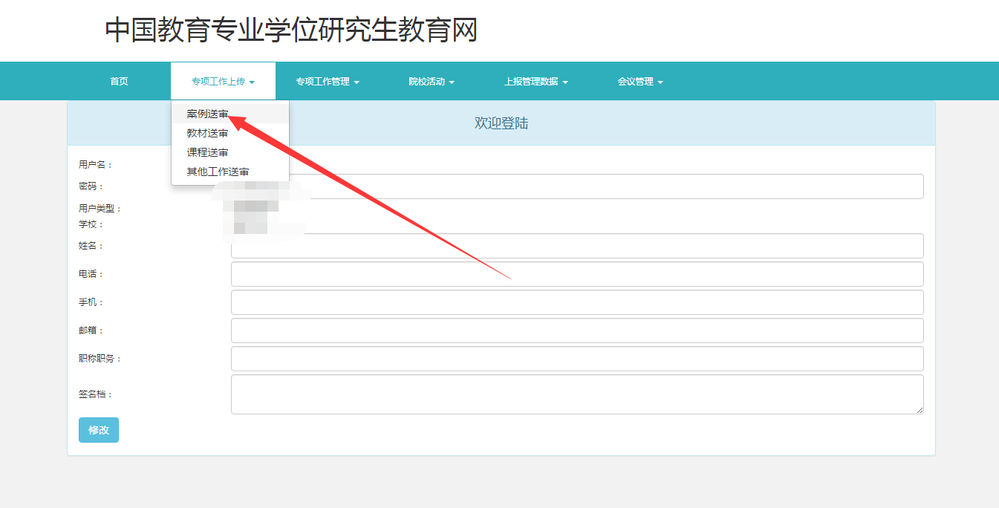 中国教育专业学位研究生教育网
首页 专项工作上传 专项工作管理 院校活动 上报管理数据 会议管理
案例送审
教材送审
课程送审
其他工作送审
欢迎登陆
用户名：
密码：
用户类型：
学校：
姓名：
电话：
手机：
邮箱：
职称职务：
签名档：
修改